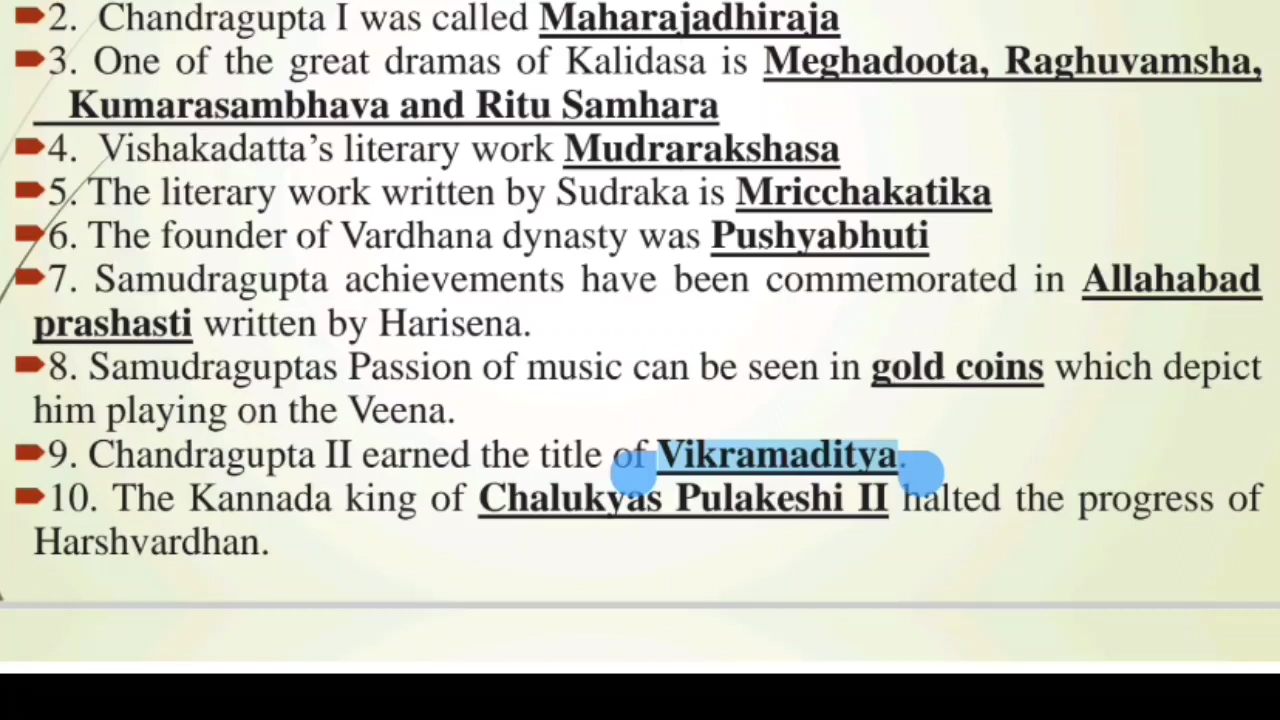 2. Chandragupta I was called Maharajadhiraja
3. One of the great dramas of Kalidasa is Meghadoota, Raghuvamsha,
Kumarasambhava and Ritu Samhara
4. Vishakadatta’s literary work Mudrarakshasa
5. The literary work written by Sudraka is Mricchakatika
6. The founder of Vardhana dynasty was Pushyabhuti
7. Samudragupta achievements have been commemorated in Allahabad
prashasti written by Harisena.
8. Samudraguptas Passion of music can be seen in gold coins which depict
him playing on the Veena.
9. Chandragupta II earned the title of Vikramaditya.
10. The Kannada king of Chalukyas Pulakeshi II halted the progress of
Harshvardhan.